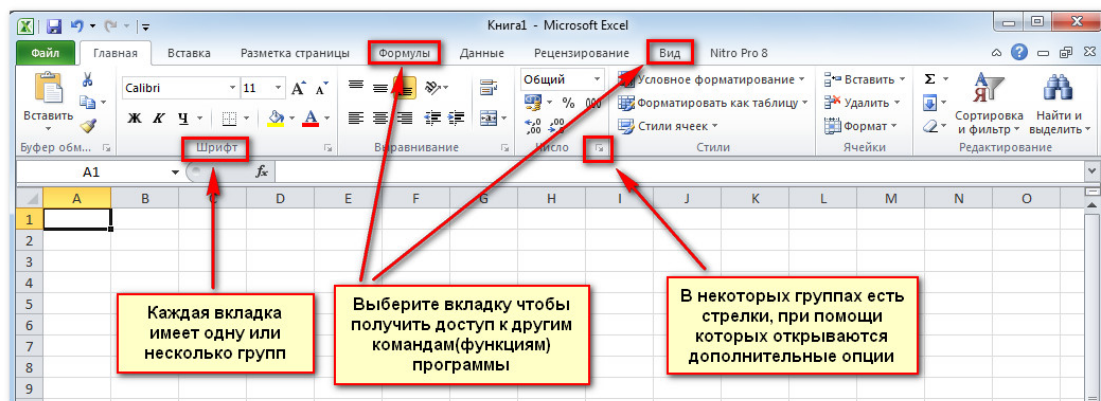 Книга1 - Microsoft Excel
Файл Главная Вставка Разметка страницы Формулы Данные Рецензирование Вид Nitro Pro 8
Вставить
Calibri 11
Ж К Ч
Общий
% 000
Условное форматирование
Форматировать как таблицу
Стили ячеек
Вставить
Удалить
Формат
Σ
Сортировка
и фильтр
Найти и
выделить
Буфер обм... Шрифт Выравнивание Число Стили Ячейки Редактирование
A1 fx
A B C D E F G H I J K L M N O
1
2
3
4
5
6
7
8
9
Каждая вкладка
имеет одну или
несколько групп
Выберите вкладку чтобы
получить доступ к другим
командам(функциям)
программы
В некоторых группах есть
стрелки, при помощи
которых открываются
дополнительные опции